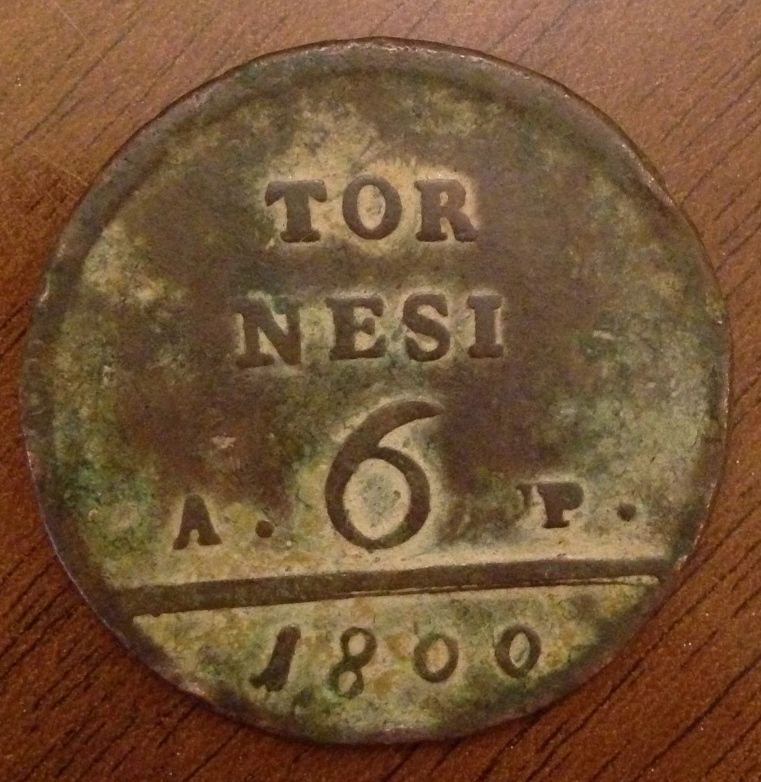 TOR
NESI
A. 6 P.
1800